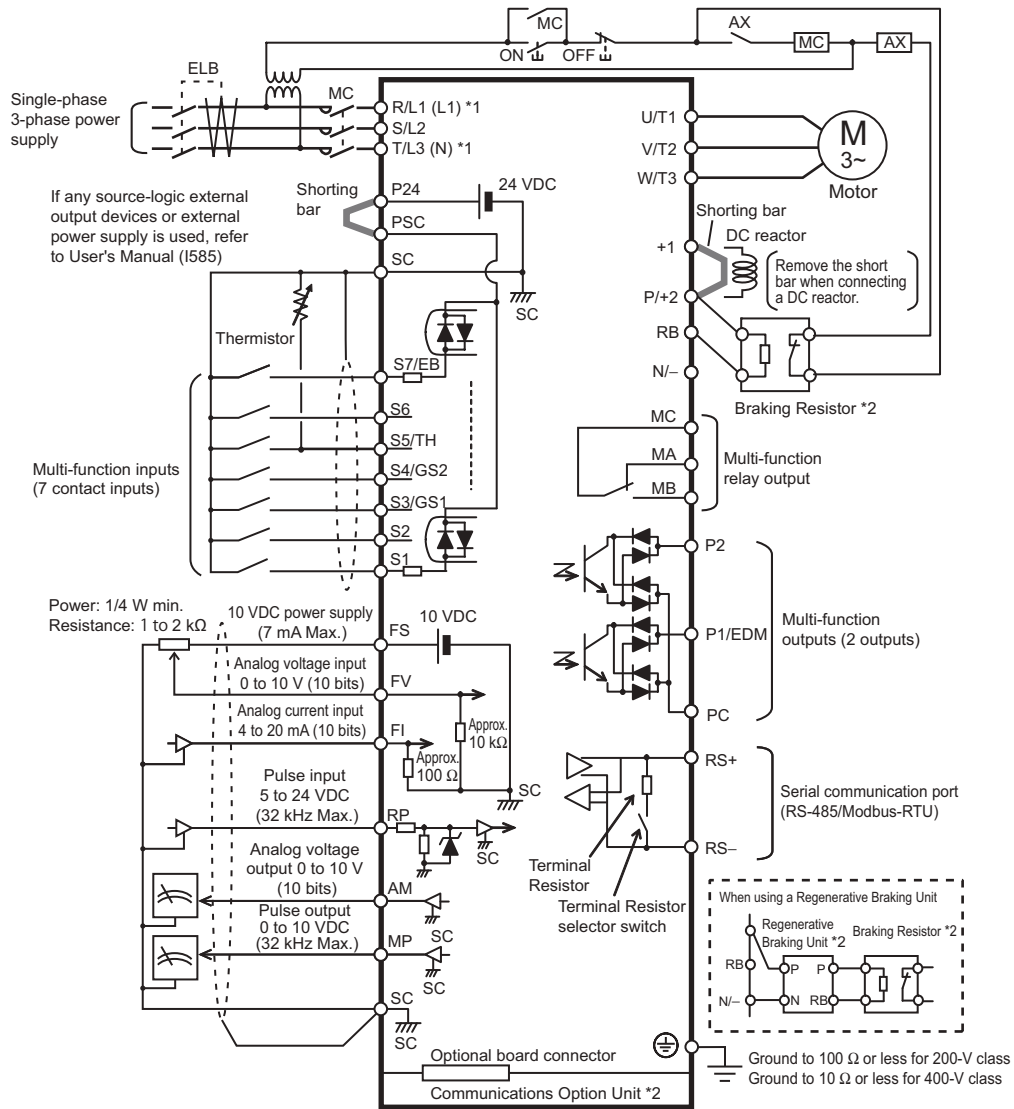 MC
ON
OFF
AX
MC
AX
ELB
MC
Single-phase
3-phase power
supply
R/L1 (L1) *1
S/L2
T/L3 (N) *1
U/T1
V/T2
W/T3
M
3~
Motor
If any source-logic external
output devices or external
power supply is used, refer
to User's Manual (I585)
Shorting
bar
P24
24 VDC
PSC
SC
SC
Shorting bar
DC reactor
+1
Remove the short
bar when connecting
a DC reactor.
P/+2
RB
N/–
Braking Resistor *2
Thermistor
S7/EB
S6
S5/TH
S4/GS2
S3/GS1
S2
S1
Multi-function inputs
(7 contact inputs)
MC
MA
MB
Multi-function
relay output
P2
P1/EDM
PC
Multi-function
outputs (2 outputs)
Power: 1/4 W min.
Resistance: 1 to 2 kΩ
10 VDC power supply
(7 mA Max.)
FS
10 VDC
Analog voltage input
0 to 10 V (10 bits)
FV
Analog current input
4 to 20 mA (10 bits)
FI
Approx.
10 kΩ
Approx.
100 Ω
SC
Pulse input
5 to 24 VDC
(32 kHz Max.)
RP
SC
Analog voltage
output 0 to 10 V
(10 bits)
AM
SC
Pulse output
0 to 10 VDC
(32 kHz Max.)
MP
SC
SC
SC
RS+
RS–
Serial communication port
(RS-485/Modbus-RTU)
Terminal
Resistor
Terminal Resistor
selector switch
When using a Regenerative Braking Unit
Regenerative
Braking Unit *2
Braking Resistor *2
RB
N/–
P
P
N
RB
Optional board connector
Communications Option Unit *2
Ground to 100 Ω or less for 200-V class
Ground to 10 Ω or less for 400-V class